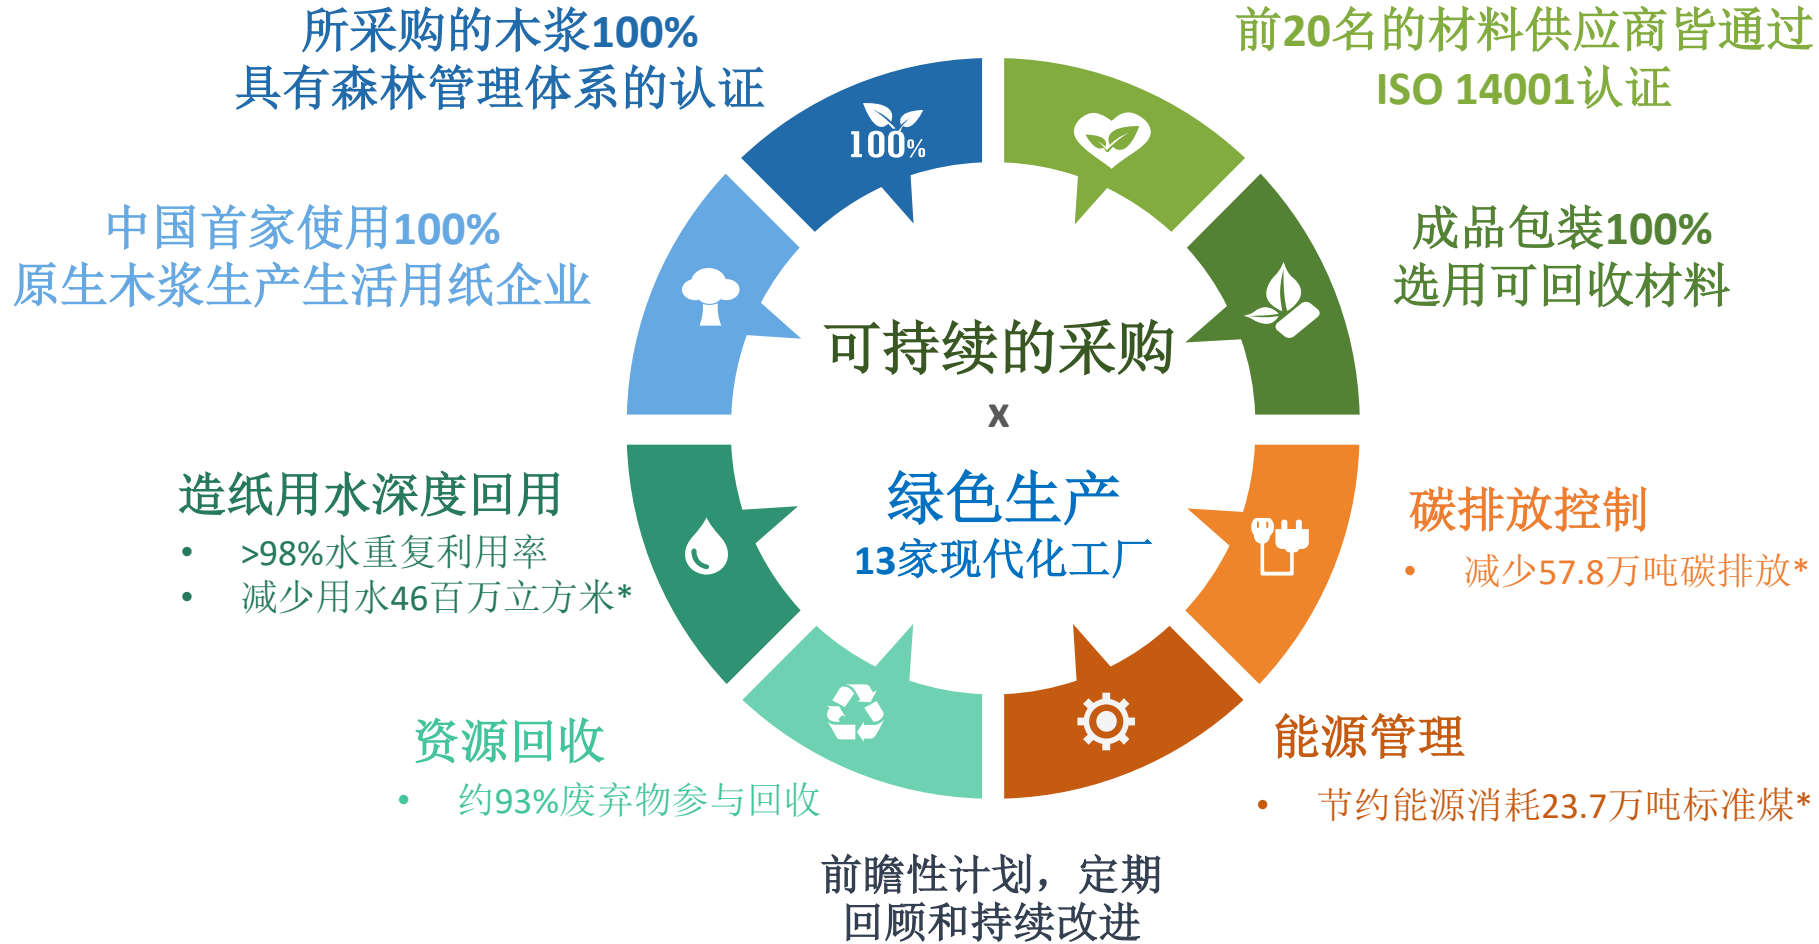 所采购的木浆100%
具有森林管理体系的认证
前20名的材料供应商皆通过
ISO 14001认证
100%
中国首家使用100%
原生木浆生产生活用纸企业
成品包装100%
选用可回收材料
可持续的采购
x
绿色生产
13家现代化工厂
造纸用水深度回用
• >98%水重复利用率
• 减少用水46百万立方米*
碳排放控制
• 减少57.8万吨碳排放*
资源回收
• 约93%废弃物参与回收
能源管理
• 节约能源消耗23.7万吨标准煤*
前瞻性计划，定期
回顾和持续改进